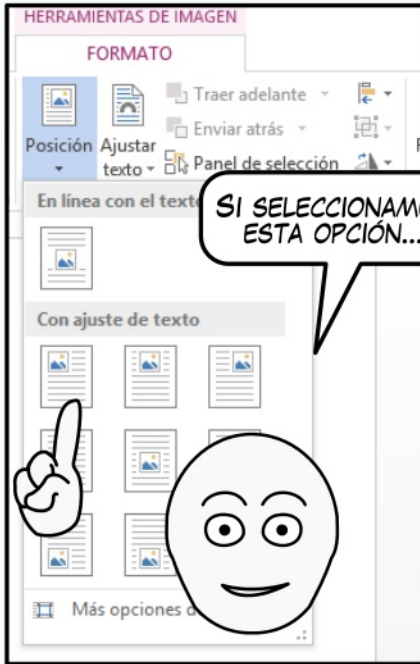 HERRAMIENTAS DE IMAGEN
FORMATO
Posición
Ajustar
texto
Traer adelante
Enviar atrás
Panel de selección
En línea con el texto
SI SELECCIONAM
ESTA OPCIÓN...
Con ajuste de texto
Más opciones d